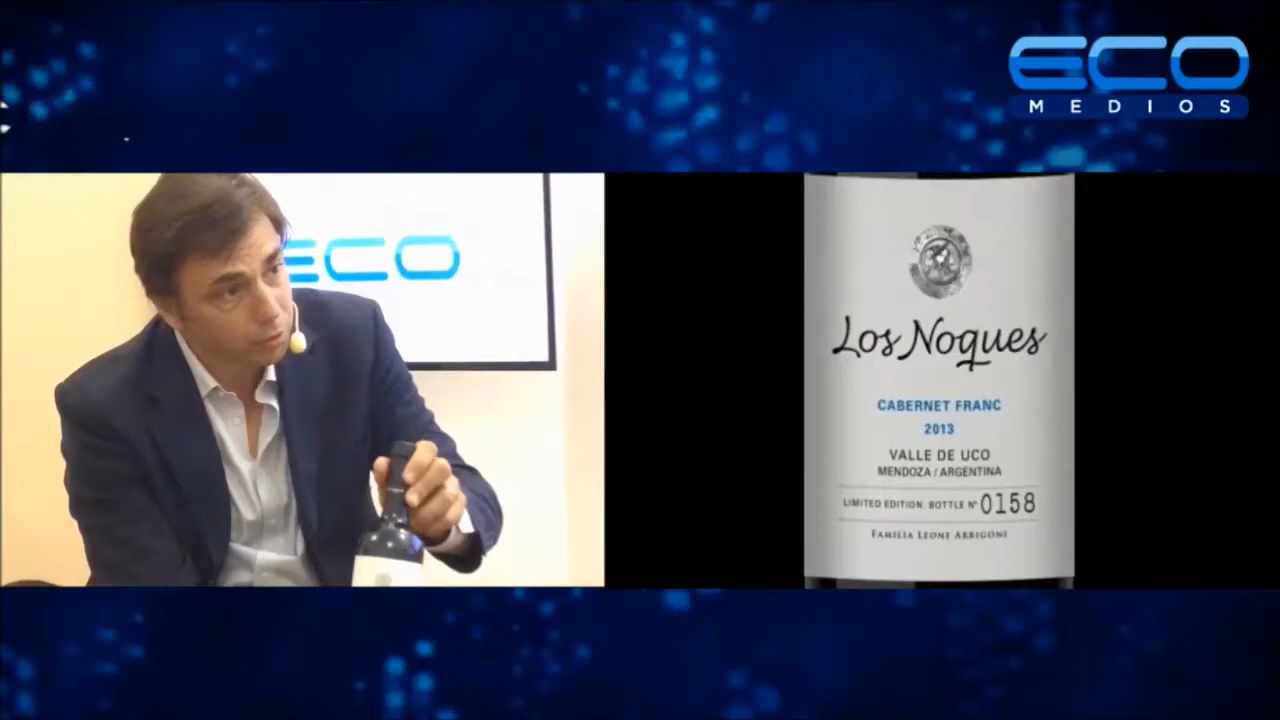 ECO
MEDIOS
ECO
Los Noques
CABERNET FRANC
2013
VALLE DE UCO
MENDOZA / ARGENTINA
LIMITED EDITION. BOTTLE Nº 0158
FAMILIA LEONE ARRIGONI